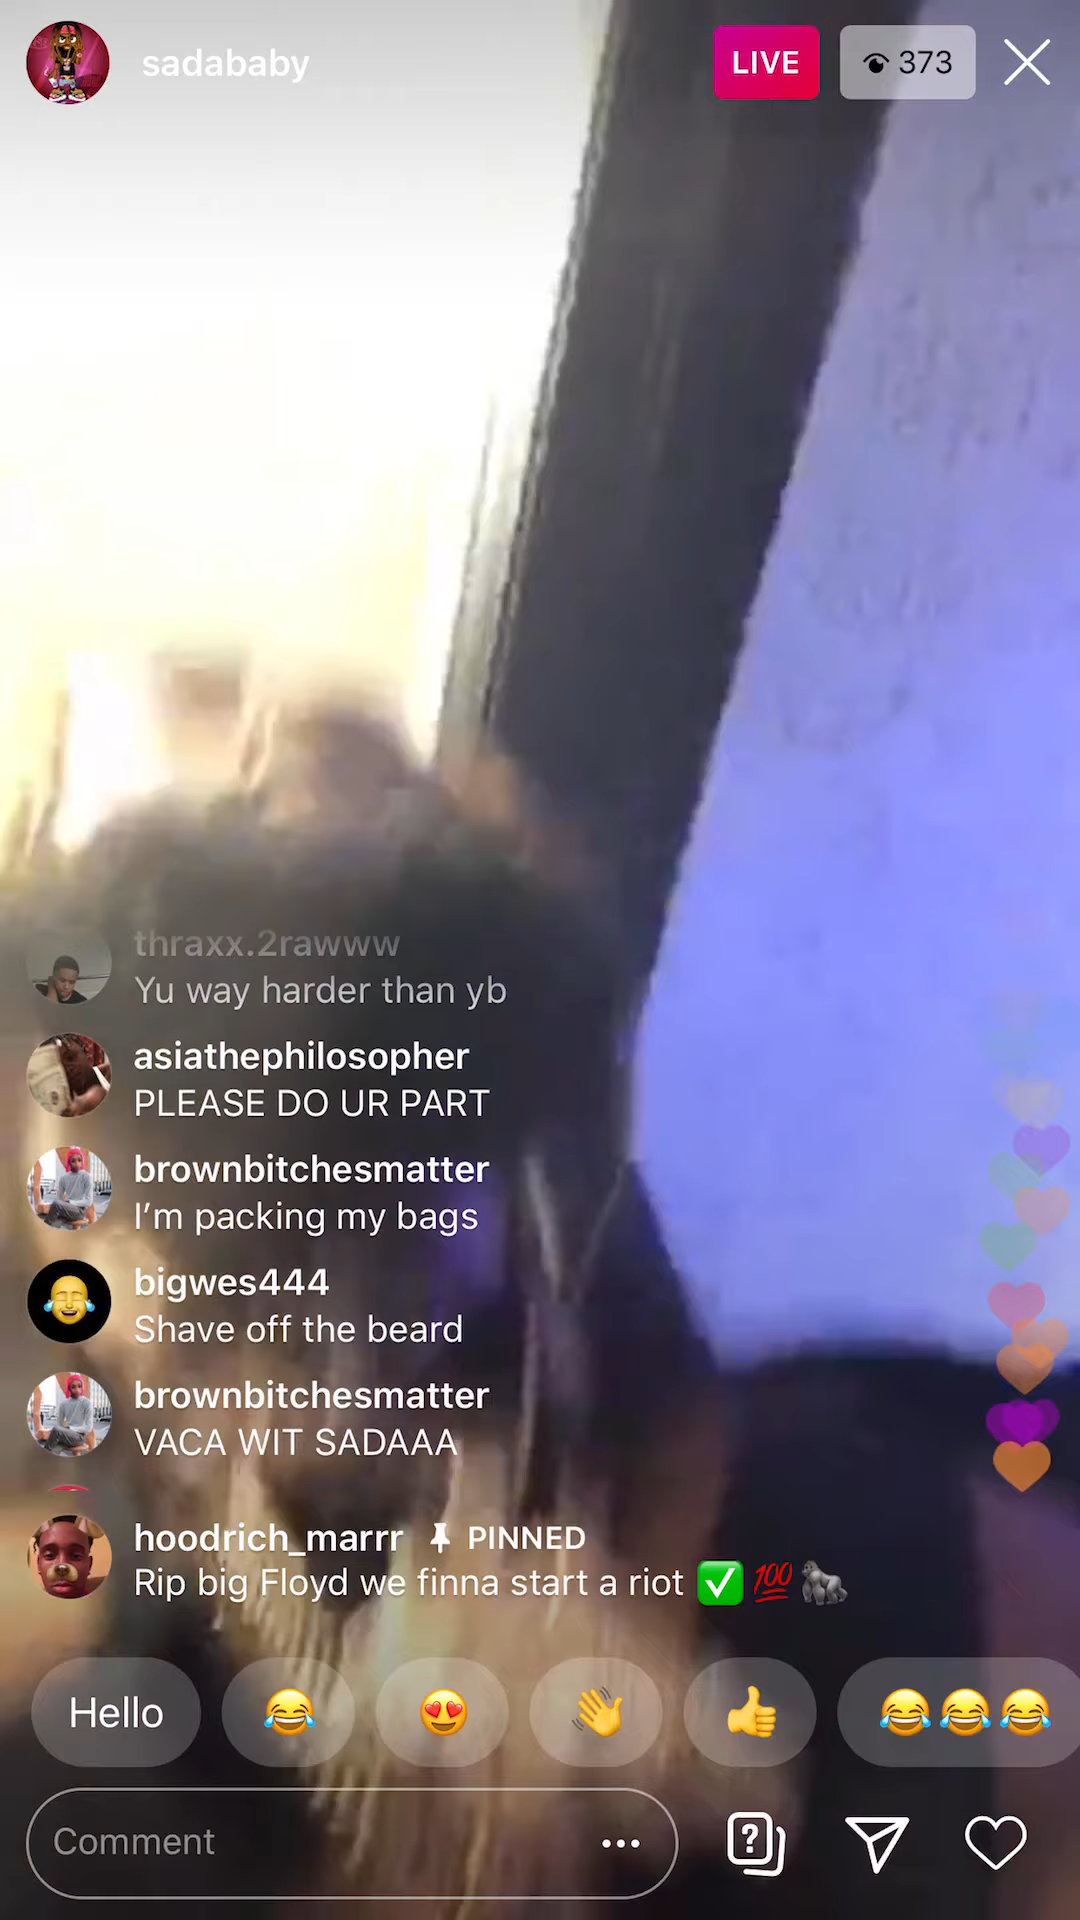 sadababy
LIVE
373
thraxx.2rawww
Yu way harder than yb
asiathephilosopher
PLEASE DO UR PART
brownbitchesmatter
I’m packing my bags
bigwes444
Shave off the beard
brownbitchesmatter
VACA WIT SADAAA
hoodrich_marrr PINNED
Rip big Floyd we finna start a riot ✅ 💯 🦍
Hello 😂 😍 👋 👍 😂😂😂
Comment